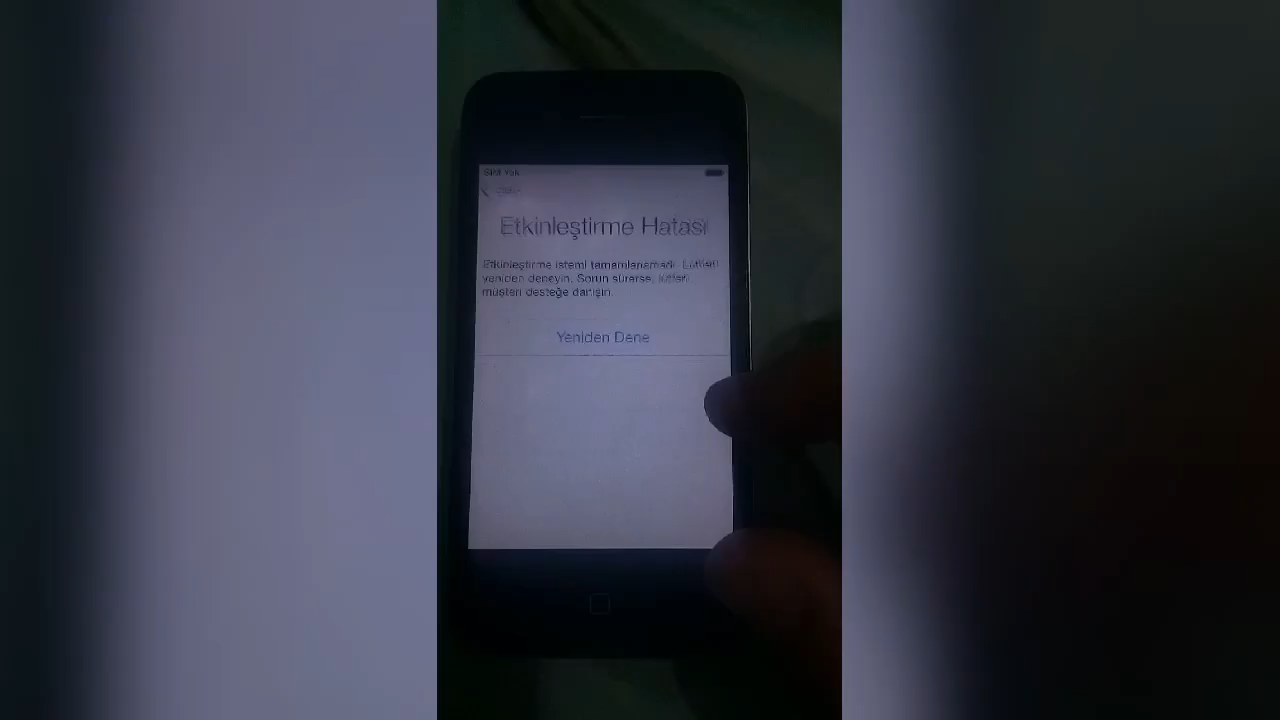 SIM Yok
Etkinleştirme Hatası
Etkinleştirme istemi tamamlanamadı. Lütfen
yeniden deneyin. Sorun sürerse, lütfen
müşteri desteğe danışın.
Yeniden Dene